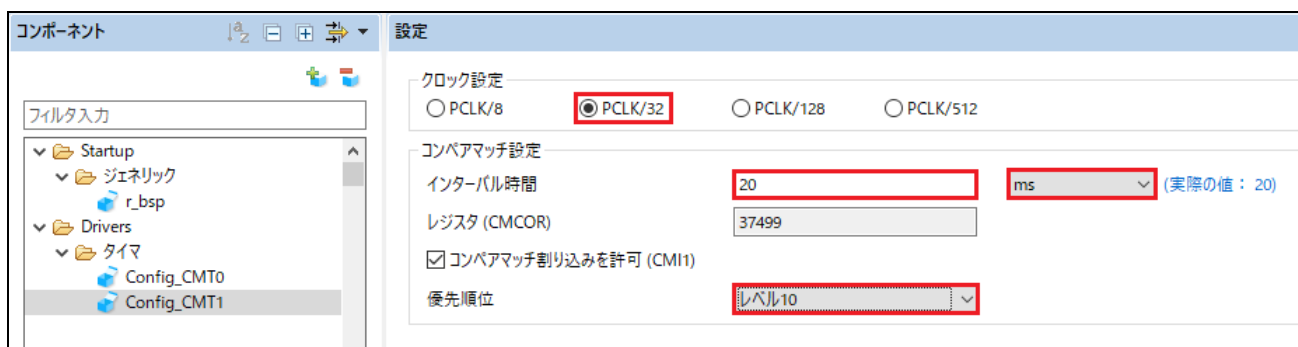 コンポーネント
設定
フィルタ入力
Startup
ジェネリック
r_bsp
Drivers
タイマ
Config_CMT0
Config_CMT1
クロック設定
PCLK/8 PCLK/32 PCLK/128 PCLK/512
コンペアマッチ設定
インターバル時間 20 ms (実際の値： 20)
レジスタ (CMCOR) 37499
コンペアマッチ割り込みを許可 (CMI1)
優先順位 レベル10